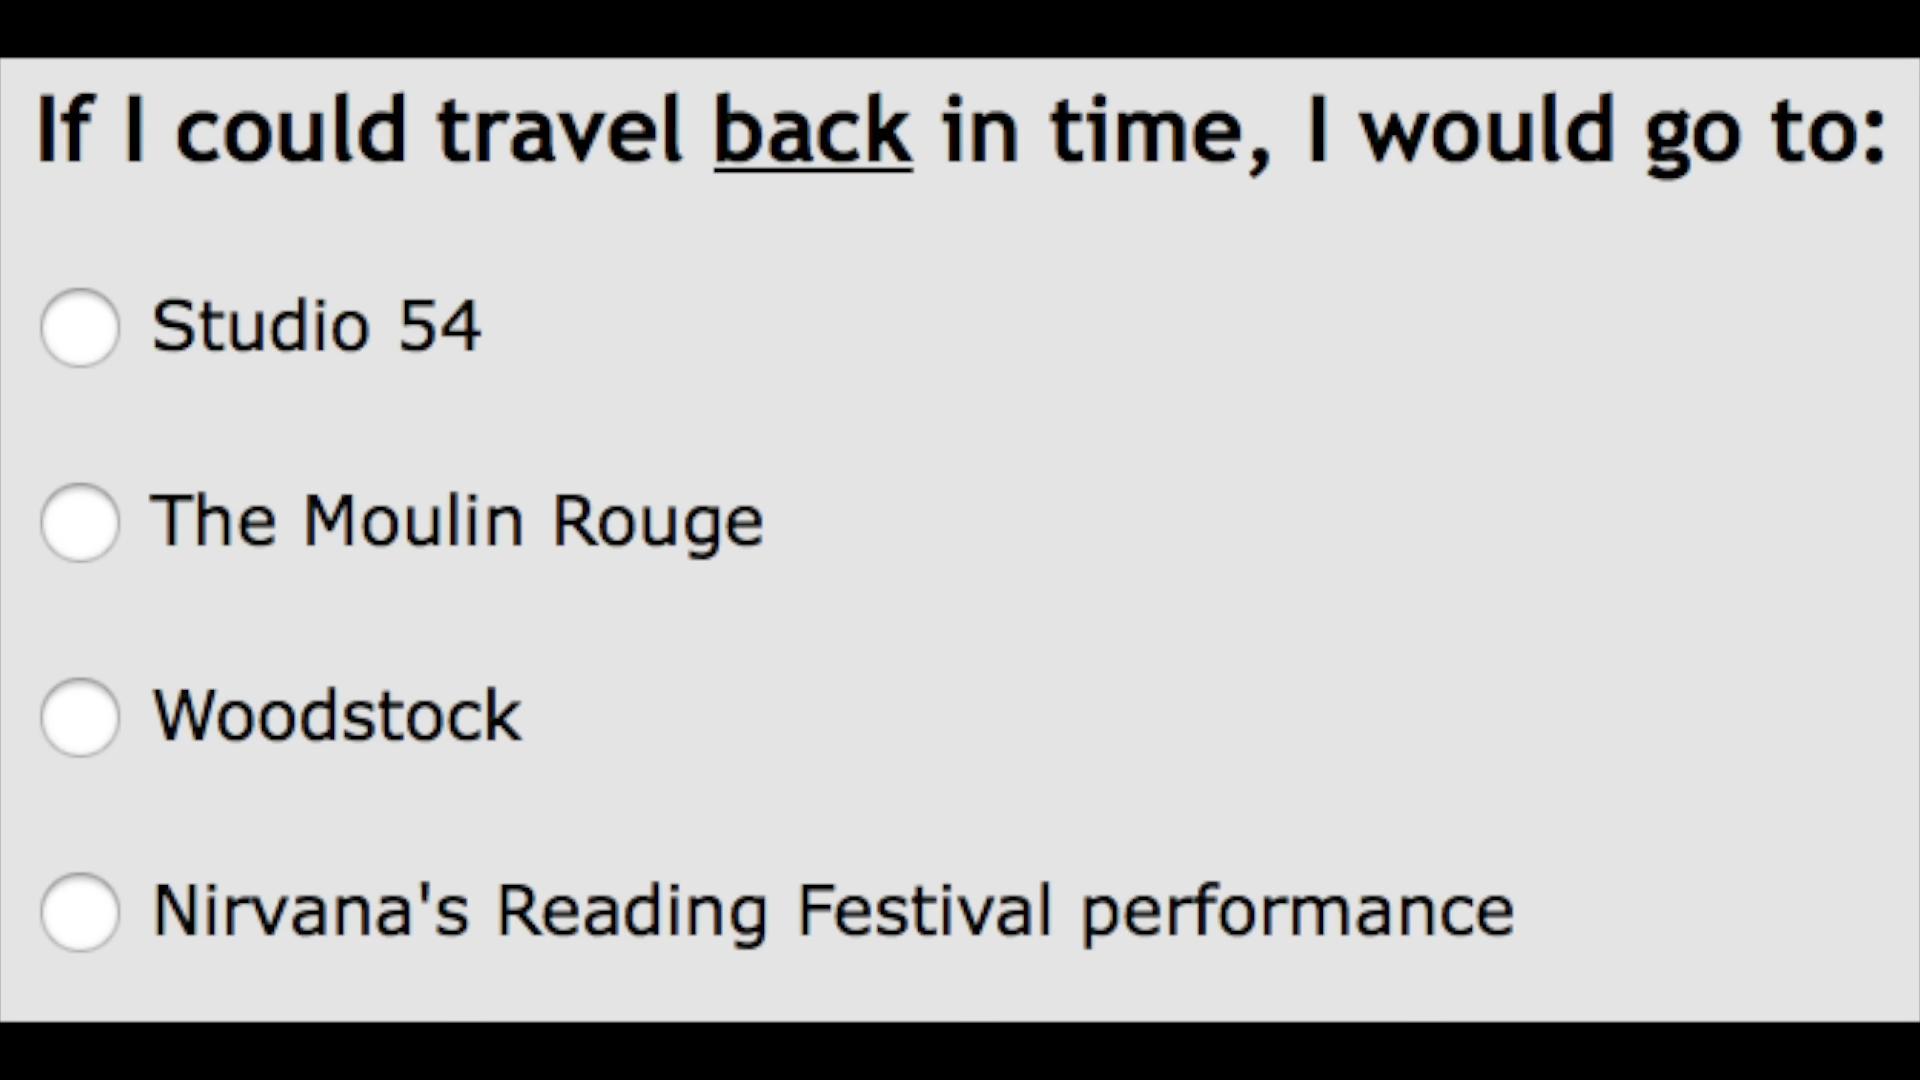 If I could travel back in time, I would go to:
Studio 54
The Moulin Rouge
Woodstock
Nirvana's Reading Festival performance